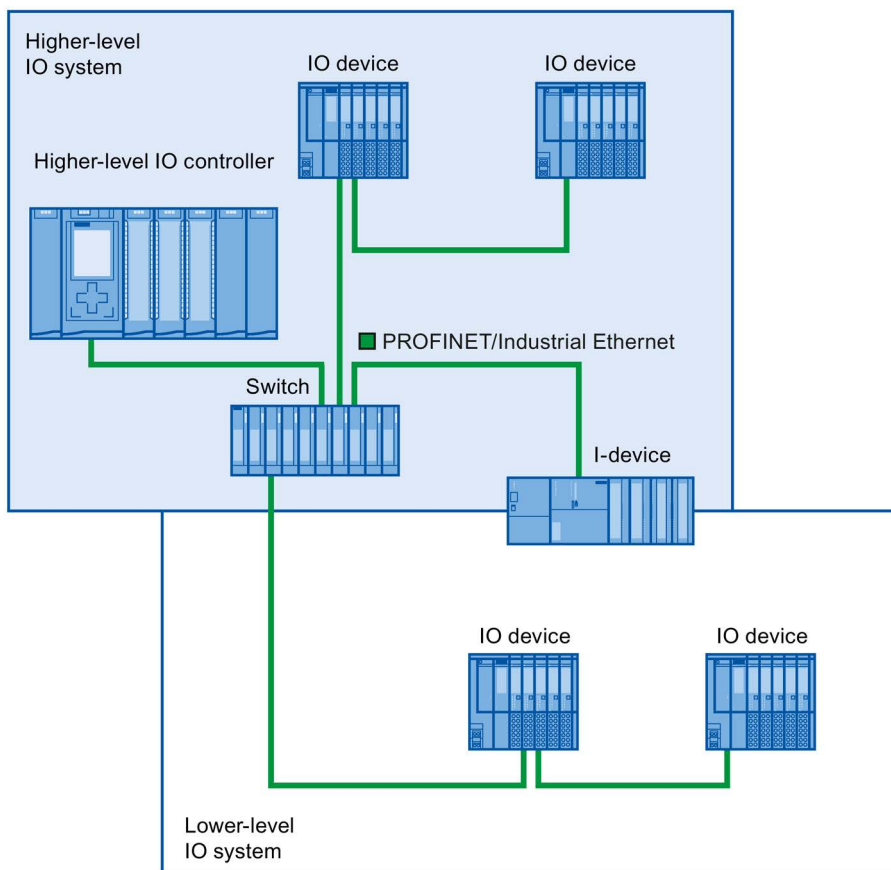 Higher-level
IO system
IO device
IO device
Higher-level IO controller
PROFINET/Industrial Ethernet
Switch
I-device
IO device
IO device
Lower-level
IO system